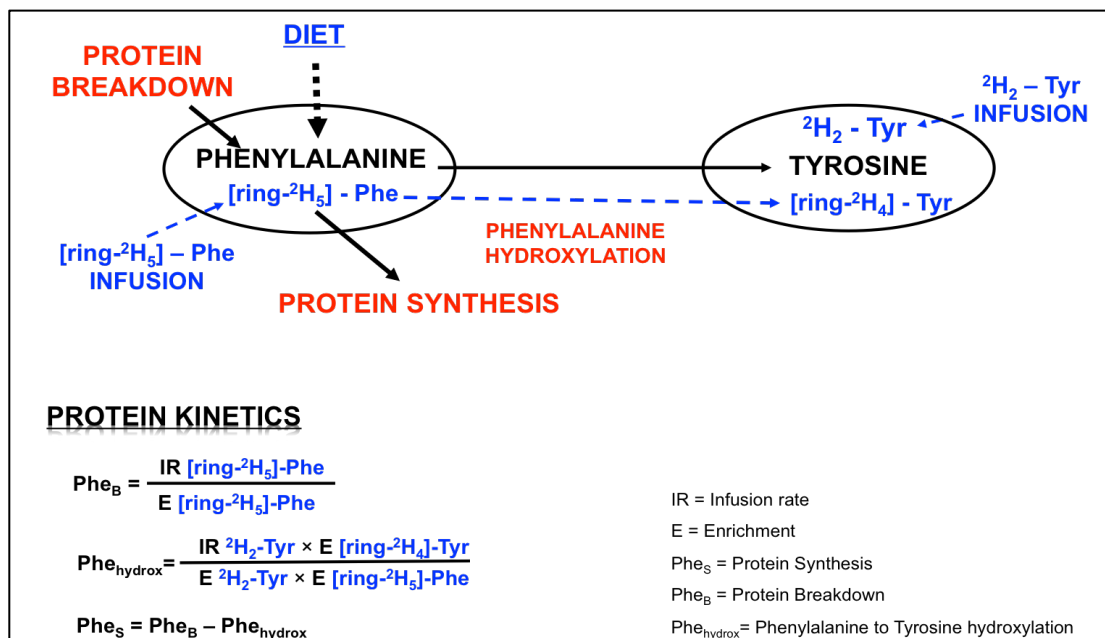 DIET
PROTEIN
BREAKDOWN
²H₂ – Tyr
INFUSION
²H₂ - Tyr
PHENYLALANINE
TYROSINE
[ring-²H₅] - Phe
[ring-²H₄] - Tyr
PHENYLALANINE
HYDROXYLATION
[ring-²H₅] – Phe
INFUSION
PROTEIN SYNTHESIS
PROTEIN KINETICS
Phe_B = IR [ring-²H₅]-Phe
E [ring-²H₅]-Phe
Phe_hydrox= IR ²H₂-Tyr × E [ring-²H₄]-Tyr
E ²H₂-Tyr × E [ring-²H₅]-Phe
Phe_S = Phe_B – Phe_hydrox
IR = Infusion rate
E = Enrichment
Phe_S = Protein Synthesis
Phe_B = Protein Breakdown
Phe_hydrox= Phenylalanine to Tyrosine hydroxylation